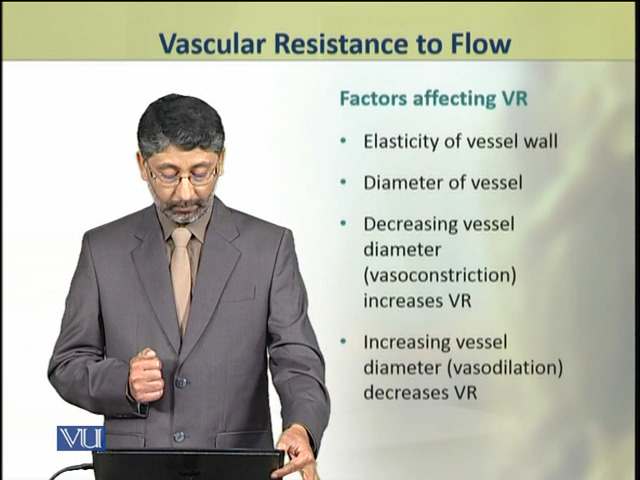 Vascular Resistance to Flow
Factors affecting VR
• Elasticity of vessel wall
• Diameter of vessel
• Decreasing vessel
diameter
(vasoconstriction)
increases VR
• Increasing vessel
diameter (vasodilation)
decreases VR
VU